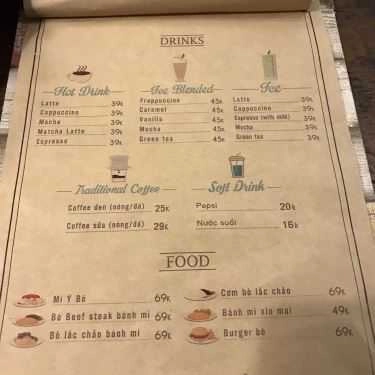 DRINKS
Hot Drink
Latte 39K
Cappuccino 39K
Mocha 39K
Matcha Latte 39K
Espresso 39K
Ice Blended
Frappuccino 45K
Caramel 45K
Vanilla 45K
Mocha 45K
Green tea 45K
Ice
Latte 39K
Cappuccino 39K
Espresso (with milk) 39K
Mocha 39K
Green tea 39K
Traditional Coffee
Coffee đen (nóng/đá) 25K
Coffee sữa (nóng/đá) 29K
Soft Drink
Pepsi 20K
Nước suối 15K
FOOD
Mì Ý Bò 69K
Bò Beef steak bánh mì 69K
Bò lắc chảo bánh mì 69K
Cơm bò lắc chảo 69K
Bánh mì xíu mại 49K
Burger bò 69K